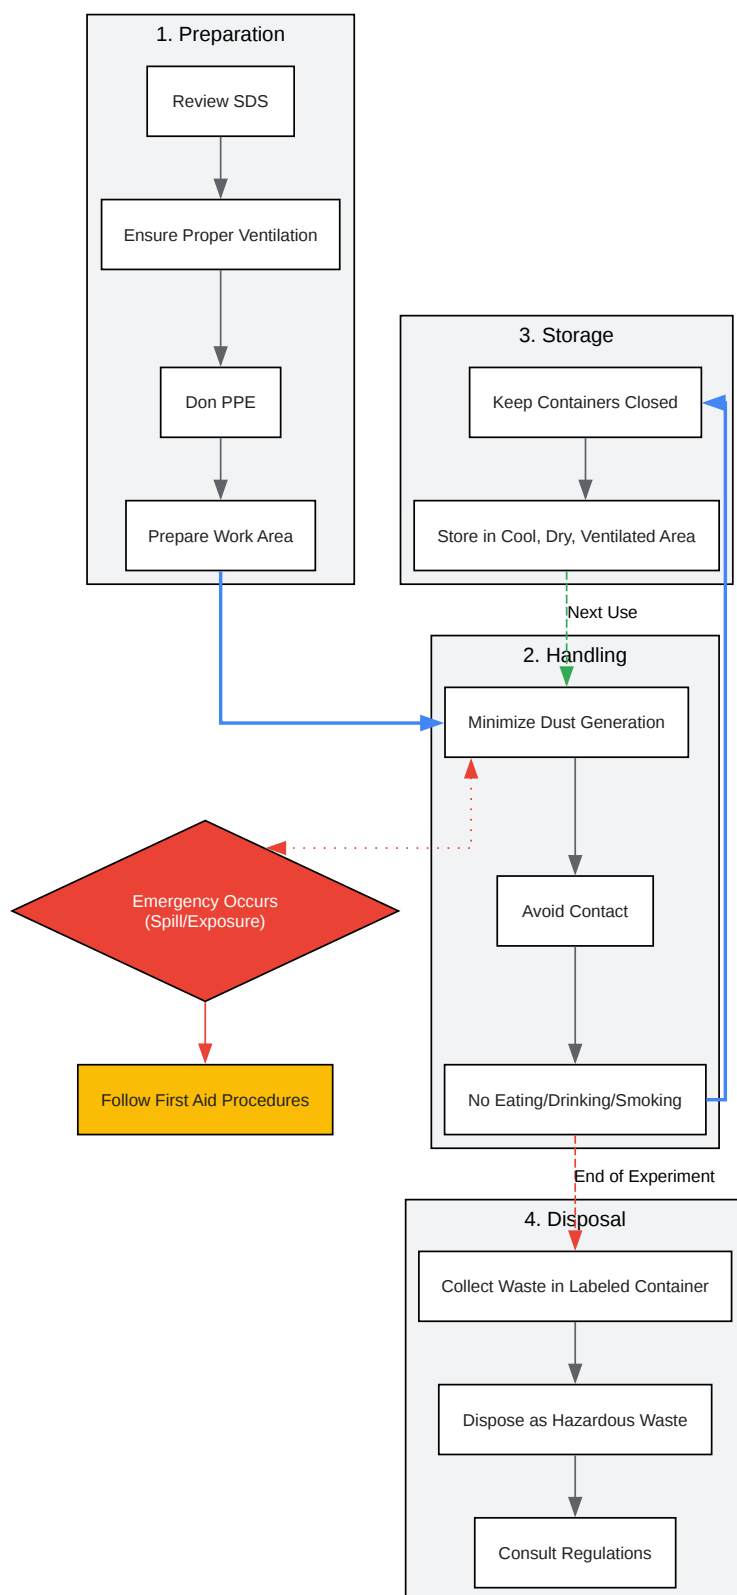 1. Preparation
Review SDS
Ensure Proper Ventilation
Don PPE
Prepare Work Area
3. Storage
Keep Containers Closed
Store in Cool, Dry, Ventilated Area
Next Use
2. Handling
Minimize Dust Generation
Avoid Contact
No Eating/Drinking/Smoking
Emergency Occurs
(Spill/Exposure)
Follow First Aid Procedures
End of Experiment
4. Disposal
Collect Waste in Labeled Container
Dispose as Hazardous Waste
Consult Regulations